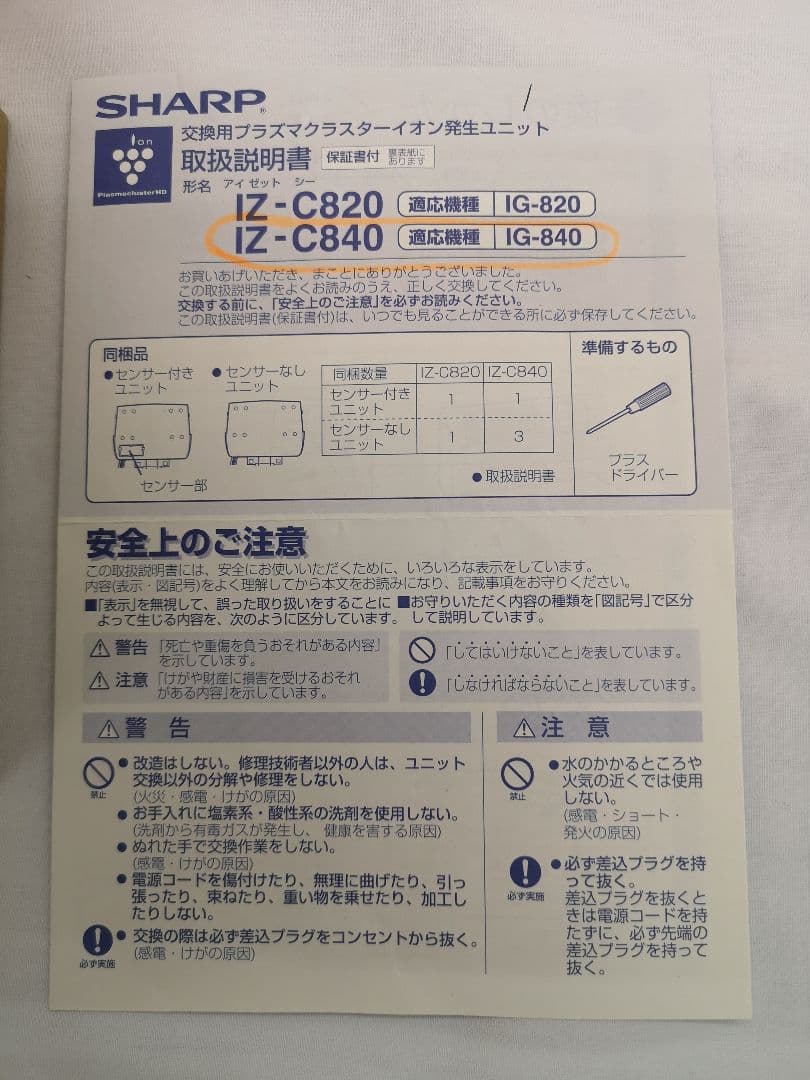 SHARP
Ion
PlasmaclusterHD
交換用プラズマクラスターイオン発生ユニット
取扱説明書 保証書付 裏表紙にあります
アイ ゼット シー
形名 IZ-C820 適応機種 IG-820
IZ-C840 適応機種 IG-840
お買いあげいただき、まことにありがとうございました。
この取扱説明書をよくお読みのうえ、正しく交換してください。
交換する前に、「安全上のご注意」を必ずお読みください。
この取扱説明書(保証書付)は、いつでも見ることができる所に必ず保存してください。
同梱品
●センサー付きユニット
●センサーなしユニット
センサー部
同梱数量 IZ-C820 IZ-C840
センサー付きユニット 1 1
センサーなしユニット 1 3
●取扱説明書
準備するもの
プラス
ドライバー
安全上のご注意
この取扱説明書には、安全にお使いいただくために、いろいろな表示をしています。
内容(表示・図記号)をよく理解してから本文をお読みになり、記載事項をお守りください。
■「表示」を無視して、誤った取り扱いをすることに
よって生じる内容を、次のように区分しています。
⚠警告 「死亡や重傷を負うおそれがある内容」
を示しています。
⚠注意 「けがや財産に損害を受けるおそれ
がある内容」を示しています。
■お守りいただく内容の種類を「図記号」で区分
して説明しています。
「してはいけないこと」を表しています。
「しなければならないこと」を表しています。
⚠警 告
禁止
●改造はしない。修理技術者以外の人は、ユニット
交換以外の分解や修理をしない。
(火災・感電・けがの原因)
●お手入れに塩素系・酸性系の洗剤を使用しない。
(洗剤から有毒ガスが発生し、健康を害する原因)
●ぬれた手で交換作業をしない。
(感電・けがの原因)
●電源コードを傷付けたり、無理に曲げたり、引っ
張ったり、束ねたり、重い物を乗せたり、加工し
たりしない。
必ず実施
●交換の際は必ず差込プラグをコンセントから抜く。
(感電・けがの原因)
⚠注 意
禁止
●水のかかるところや
火気の近くでは使用
しない。
(感電・ショート・
発火の原因)
必ず実施
●必ず差込プラグを持
って抜く。
差込プラグを抜くと
きは電源コードを持
たずに、必ず先端の
差込プラグを持って
抜く。